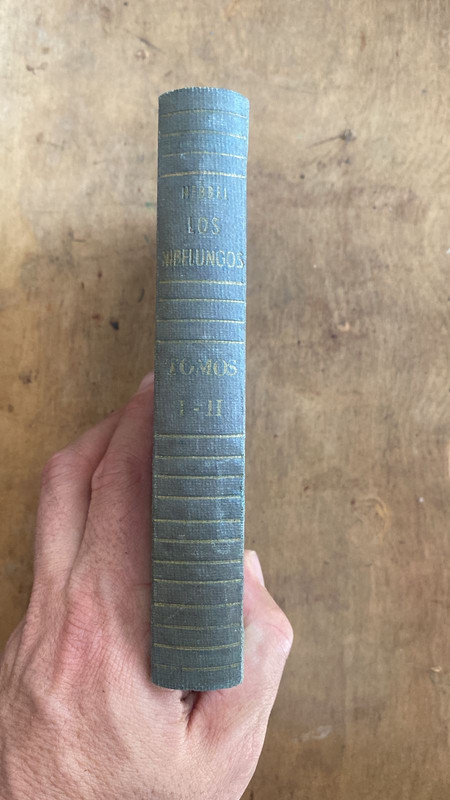 HEBBEL
LOS
NIBELUNGOS
TOMOS
I - II